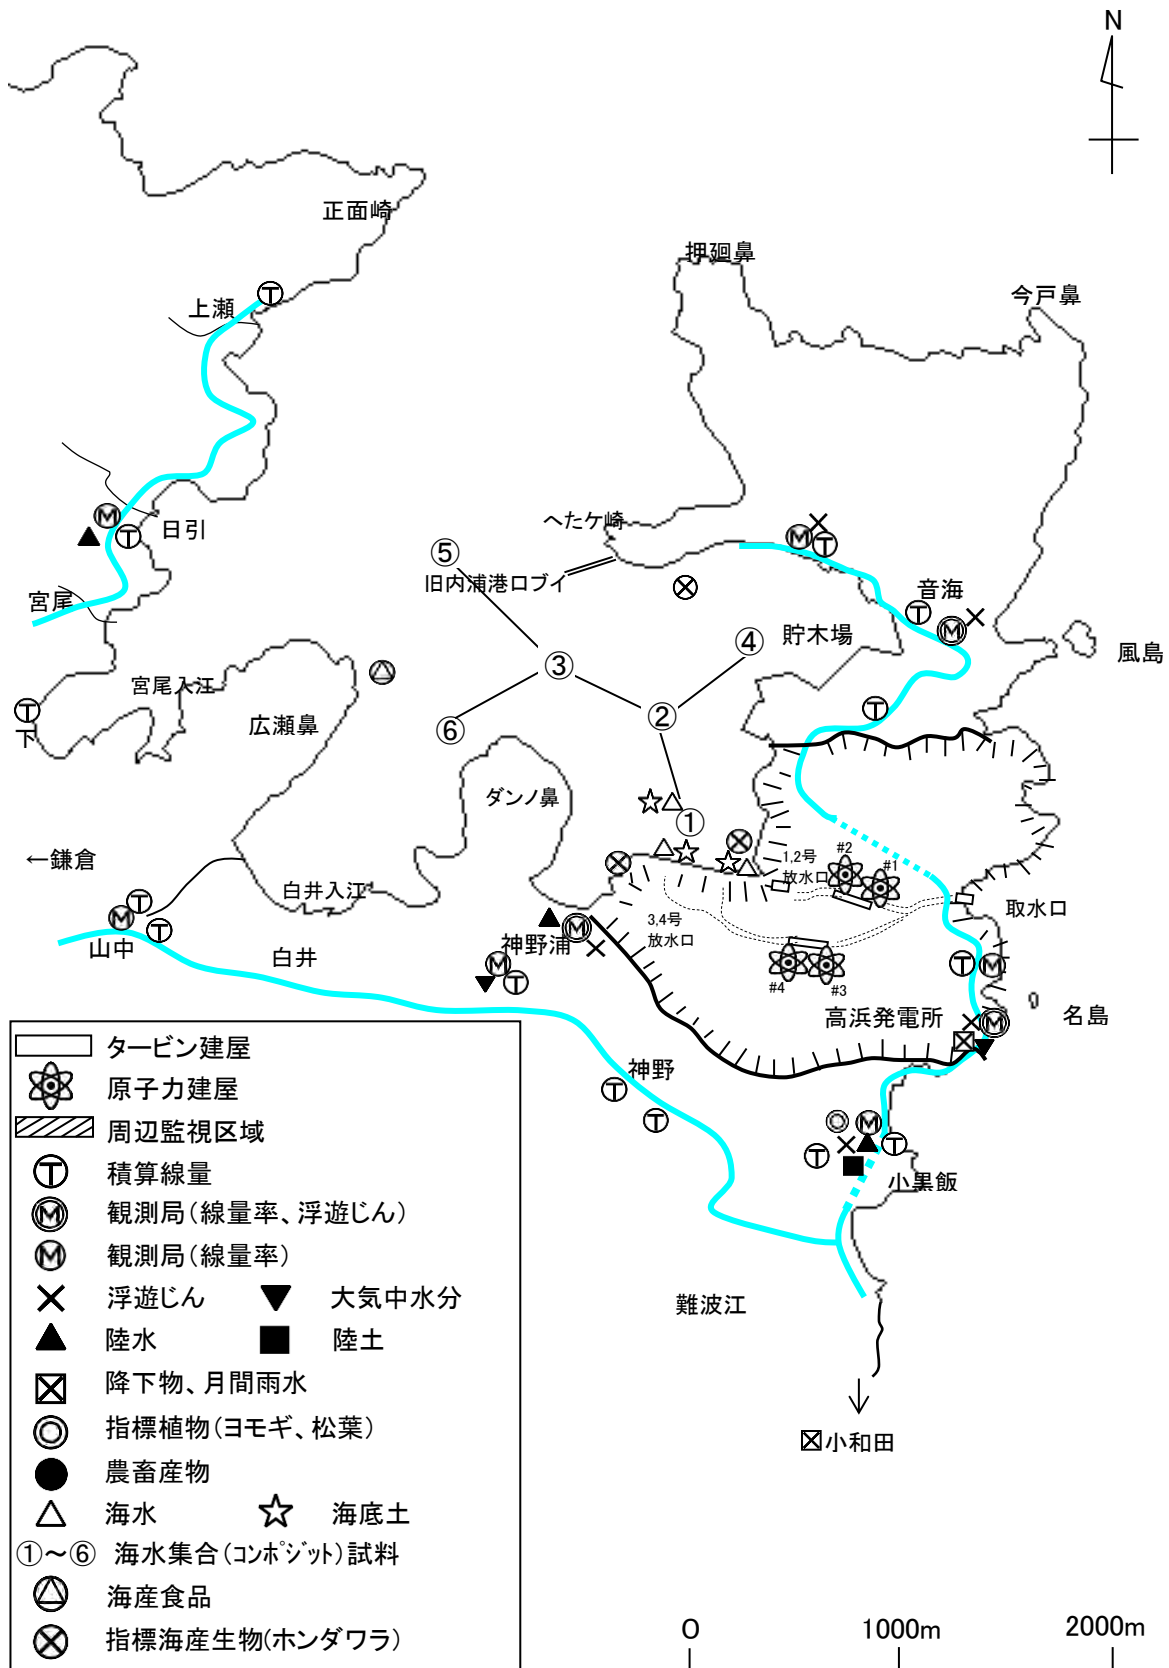 N
正面崎
押廻鼻
今戸鼻
T
上瀬
M
T
日引
へたケ崎
M
T
⑤
旧内浦港口ブイ
宮尾
T
音海
M
貯木場
④
風島
③
宮尾入江
T
下
広瀬鼻
⑥
②
T
ダンノ鼻
①
←鎌倉
1,2号
放水口
#2
#1
T
白井入江
取水口
M
T
山中
白井
3,4号
放水口
M
神野浦
M
T
#4
#3
T
M
高浜発電所
名島
M
神野
T
T
M
T
T
小黒飯
難波江
小和田
タービン建屋
原子力建屋
周辺監視区域
T 積算線量
M 観測局(線量率、浮遊じん)
M 観測局(線量率)
浮遊じん 大気中水分
陸水 陸土
降下物、月間雨水
指標植物(ヨモギ、松葉)
農畜産物
海水 海底土
①～⑥ 海水集合(コンポジット)試料
海産食品
指標海産生物(ホンダワラ)
O 1000m 2000m